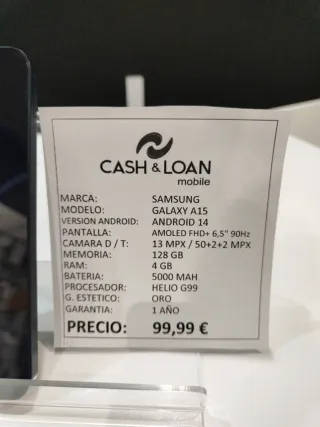 CASH & LOAN
mobile
MARCA: SAMSUNG
MODELO: GALAXY A15
VERSION ANDROID: ANDROID 14
PANTALLA: AMOLED FHD+ 6,5" 90Hz
CAMARA D / T: 13 MPX / 50+2+2 MPX
MEMORIA: 128 GB
RAM: 4 GB
BATERIA: 5000 MAH
PROCESADOR: HELIO G99
G. ESTETICO: ORO
GARANTIA: 1 AÑO
PRECIO: 99,99 €